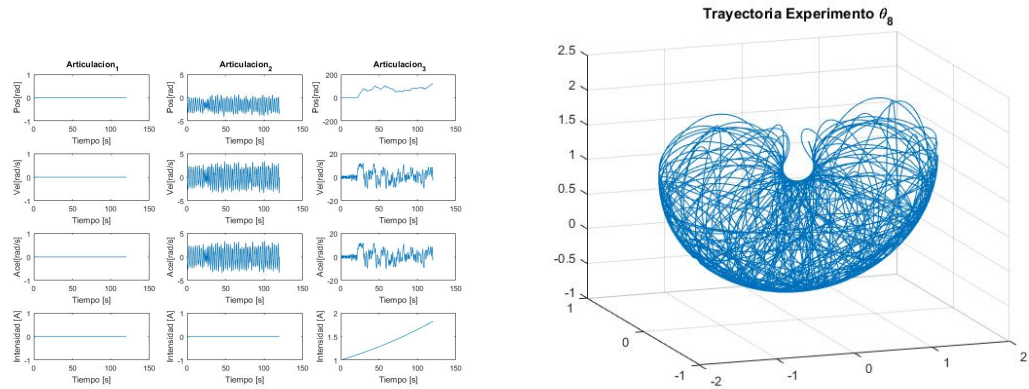 Articulacion1
Articulacion2
Articulacion3
Pos[rad]
1
0
-1
0 50 100 150
Tiempo [s]
Pos[rad]
5
0
-5
0 50 100 150
Tiempo [s]
Pos[rad]
200
0
-200
0 50 100 150
Tiempo [s]
Vel[rad/s]
1
0
-1
0 50 100 150
Tiempo [s]
Vel[rad/s]
5
0
-5
0 50 100 150
Tiempo [s]
Vel[rad/s]
20
0
-20
0 50 100 150
Tiempo [s]
Acel[rad/s]
1
0
-1
0 50 100 150
Tiempo [s]
Acel[rad/s]
5
0
-5
0 50 100 150
Tiempo [s]
Acel[rad/s]
20
0
-20
0 50 100 150
Tiempo [s]
Intensidad [A]
1
0
-1
0 50 100 150
Tiempo [s]
Intensidad [A]
1
0
-1
0 50 100 150
Tiempo [s]
Intensidad [A]
2
1.5
1
0 50 100 150
Tiempo [s]
Trayectoria Experimento θ8
2.5
2
1.5
1
0.5
0
-0.5
-1
1
0
-1
-2
-1
0
1
2